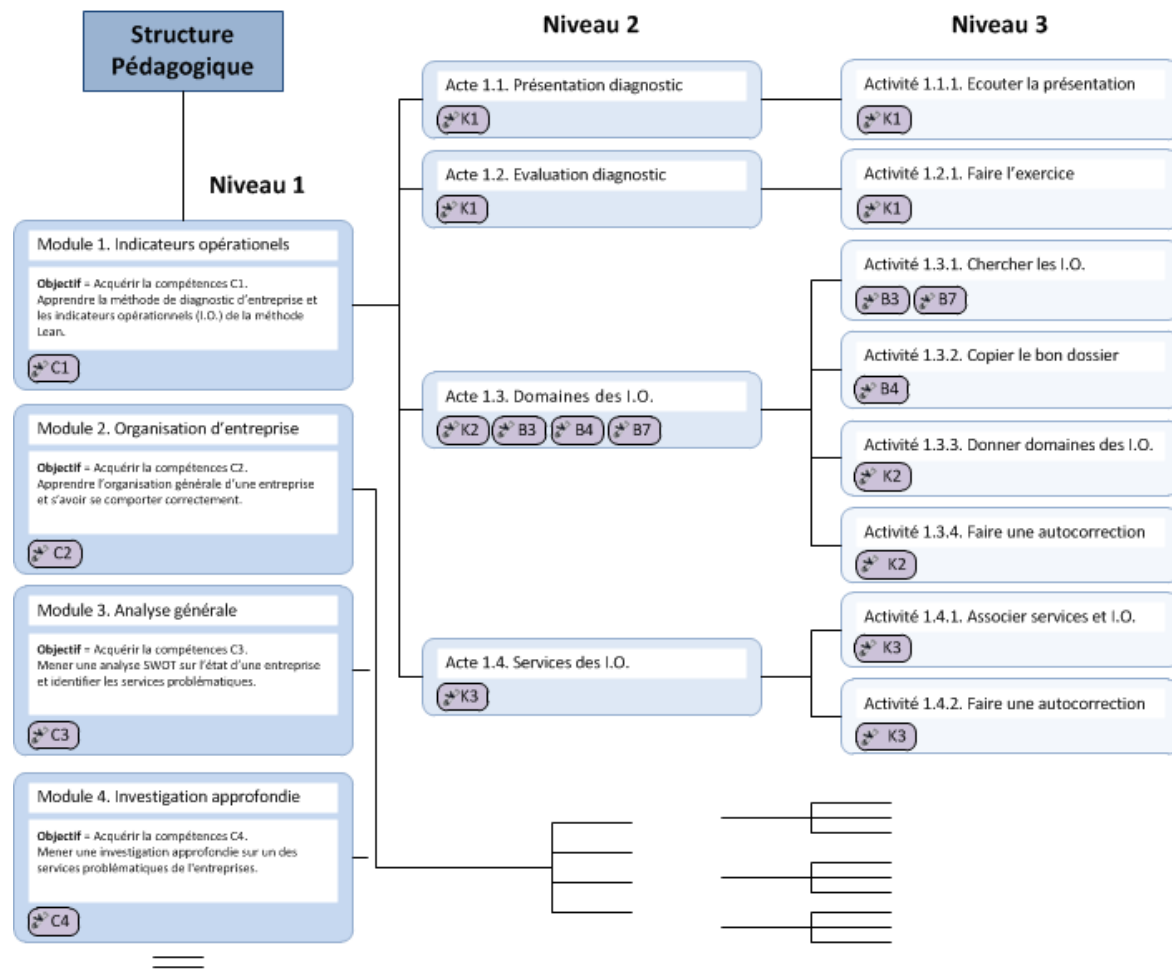 Structure
Pédagogique
Niveau 1
Niveau 2
Niveau 3
Module 1. Indicateurs opérationels
Objectif = Acquérir la compétences C1.
Apprendre la méthode de diagnostic d'entreprise et
les indicateurs opérationnels (I.O.) de la méthode
Lean.
C1
Module 2. Organisation d'entreprise
Objectif = Acquérir la compétences C2.
Apprendre l'organisation générale d'une entreprise
et s'avoir se comporter correctement.
C2
Module 3. Analyse générale
Objectif = Acquérir la compétences C3.
Mener une analyse SWOT sur l'état d'une entreprise
et identifier les services problématiques.
C3
Module 4. Investigation approfondie
Objectif = Acquérir la compétences C4.
Mener une investigation approfondie sur un des
services problématiques de l'entreprises.
C4
Acte 1.1. Présentation diagnostic
K1
Acte 1.2. Evaluation diagnostic
K1
Acte 1.3. Domaines des I.O.
K2 B3 B4 B7
Acte 1.4. Services des I.O.
K3
Activité 1.1.1. Ecouter la présentation
K1
Activité 1.2.1. Faire l'exercice
K1
Activité 1.3.1. Chercher les I.O.
B3 B7
Activité 1.3.2. Copier le bon dossier
B4
Activité 1.3.3. Donner domaines des I.O.
K2
Activité 1.3.4. Faire une autocorrection
K2
Activité 1.4.1. Associer services et I.O.
K3
Activité 1.4.2. Faire une autocorrection
K3